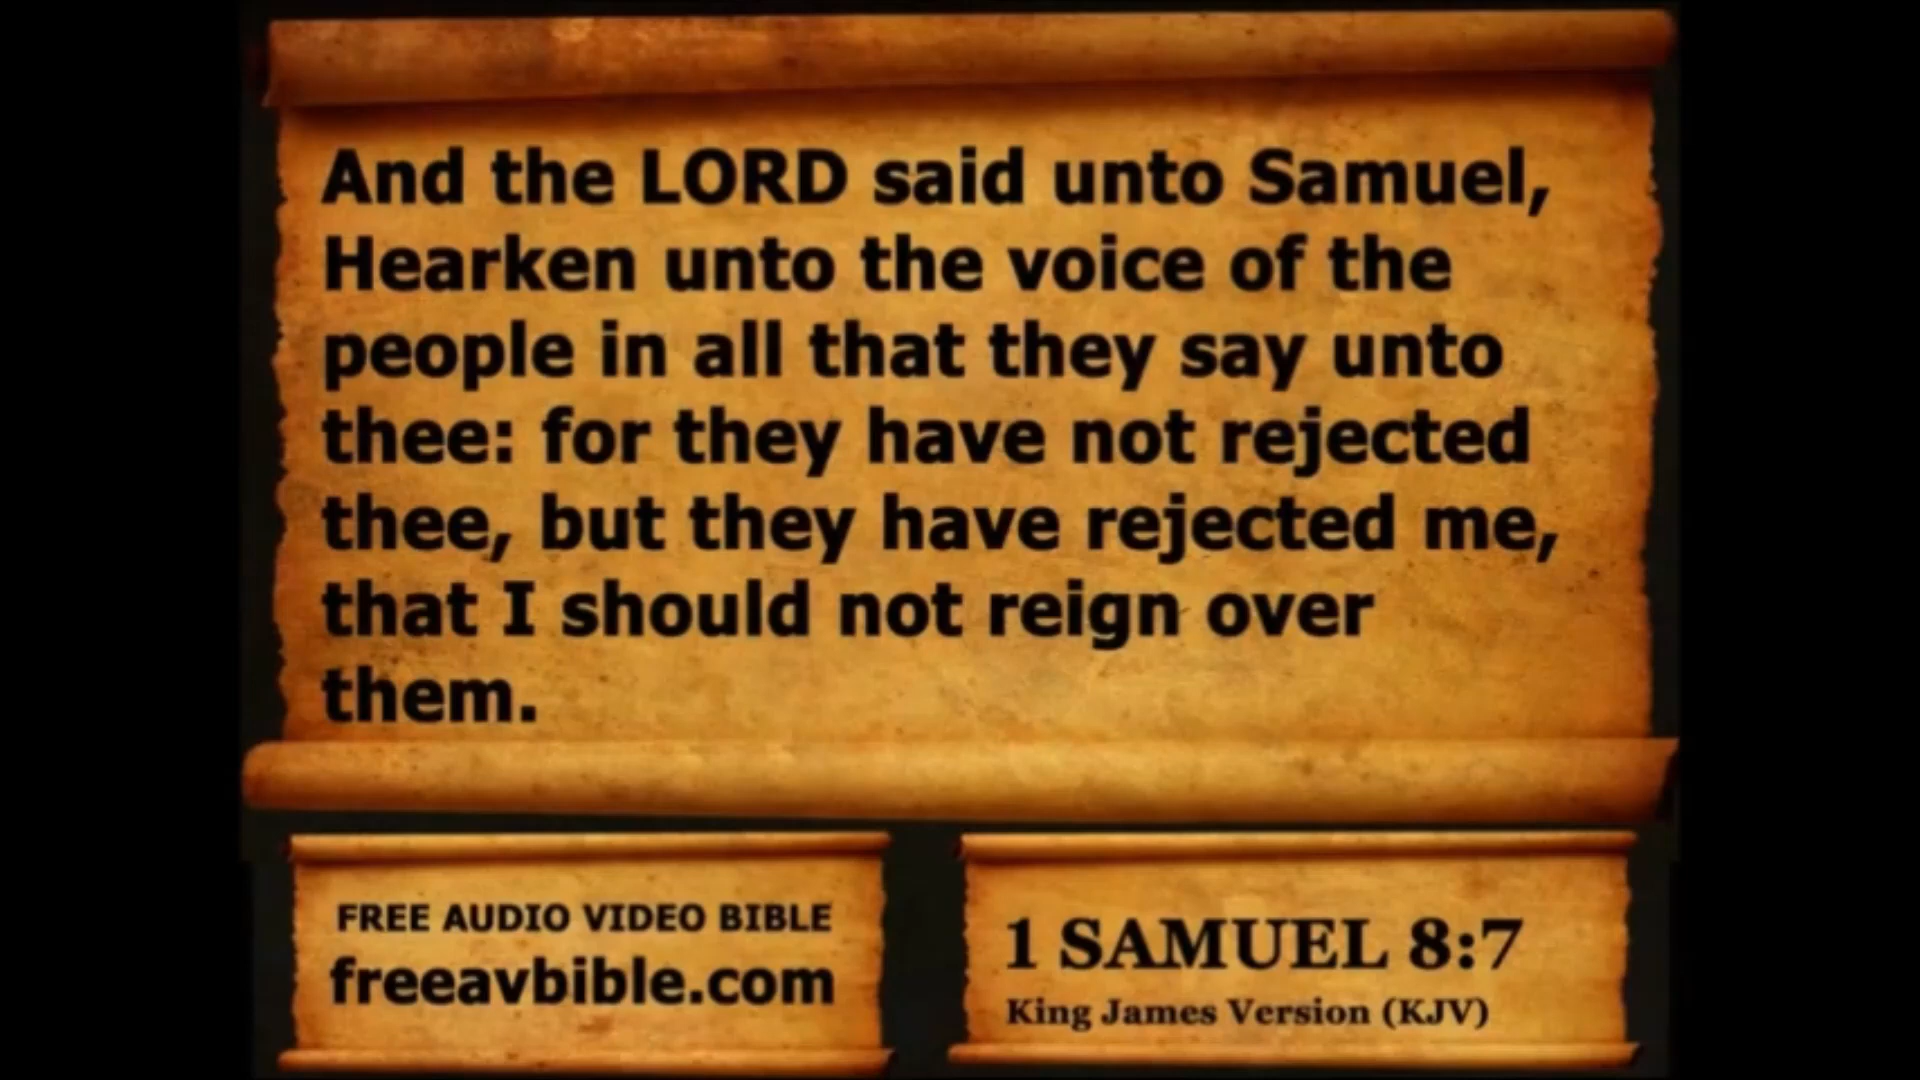 And the LORD said unto Samuel,
Hearken unto the voice of the
people in all that they say unto
thee: for they have not rejected
thee, but they have rejected me,
that I should not reign over
them.
FREE AUDIO VIDEO BIBLE
freeavbible.com
1 SAMUEL 8:7
King James Version (KJV)